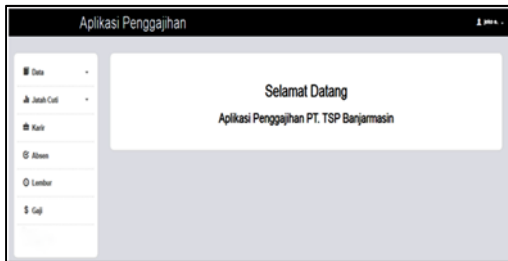 Aplikasi Penggajihan
Data
Jatah Cuti
Karir
Absen
Lembur
$ Gaji
Selamat Datang
Aplikasi Penggajihan PT. TSP Banjarmasin